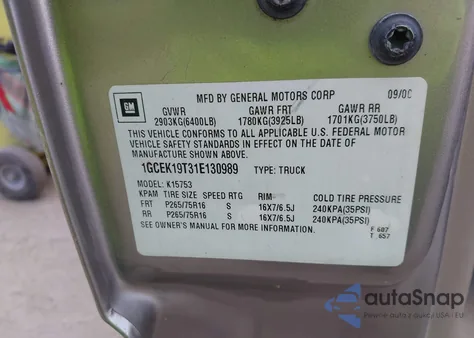 MFD BY GENERAL MOTORS CORP 09/00
GM
GVWR GAWR FRT GAWR RR
2903KG(6400LB) 1780KG(3925LB) 1701KG(3750LB)
THIS VEHICLE CONFORMS TO ALL APPLICABLE U.S. FEDERAL MOTOR
VEHICLE SAFETY STANDARDS IN EFFECT ON THE DATE OF
MANUFACTURE SHOWN ABOVE.
1GCEK19T31E130989 TYPE: TRUCK
MODEL: K15753
KPAM TIRE SIZE SPEED RTG RIM COLD TIRE PRESSURE
FRT P265/75R16 S 16X7/6.5J 240KPA(35PSI)
RR P265/75R16 S 16X7/6.5J 240KPA(35PSI)
SEE OWNER'S MANUAL FOR MORE INFORMATION.
F 607
T 657
autoSnap